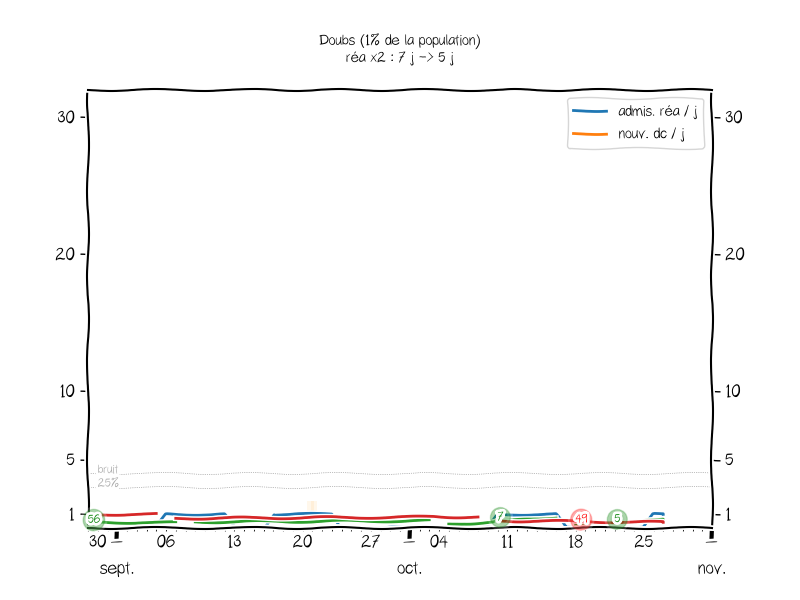 Doubs (1% de la population)
réa x2 : 7 j -> 5 j
admis. réa / j
nouv. dc / j
30 30
20 20
10 10
5 5
bruit
25%
1 1
56 7 49 5
30 06 13 20 27 04 11 18 25
sept. oct. nov.